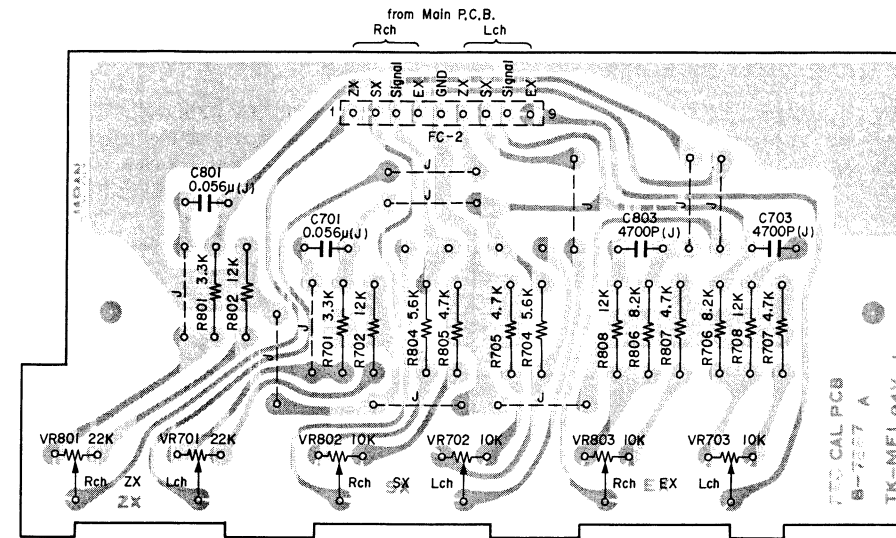 from Main P.C.B.
Rch Lch
ZX SX Signal EX GND ZX SX Signal EX
1 9
FC-2
J
J
C801
0.056μ(J)
C701
0.056μ(J)
J
J
J
C803
4700P(J)
C703
4700P(J)
J
R801 3.3K
R802 12K
J
J
R701 3.3K
R702 12K
R804 5.6K
R805 4.7K
R705 4.7K
R704 5.6K
R808 12K
R806 8.2K
R807 4.7K
R706 8.2K
R708 12K
R707 4.7K
J
J
VR801 22K
VR701 22K
VR802 10K
VR702 10K
VR803 10K
VR703 10K
Rch ZX Lch
ZX
Rch SX Lch
Rch EX Lch
CAL PCB